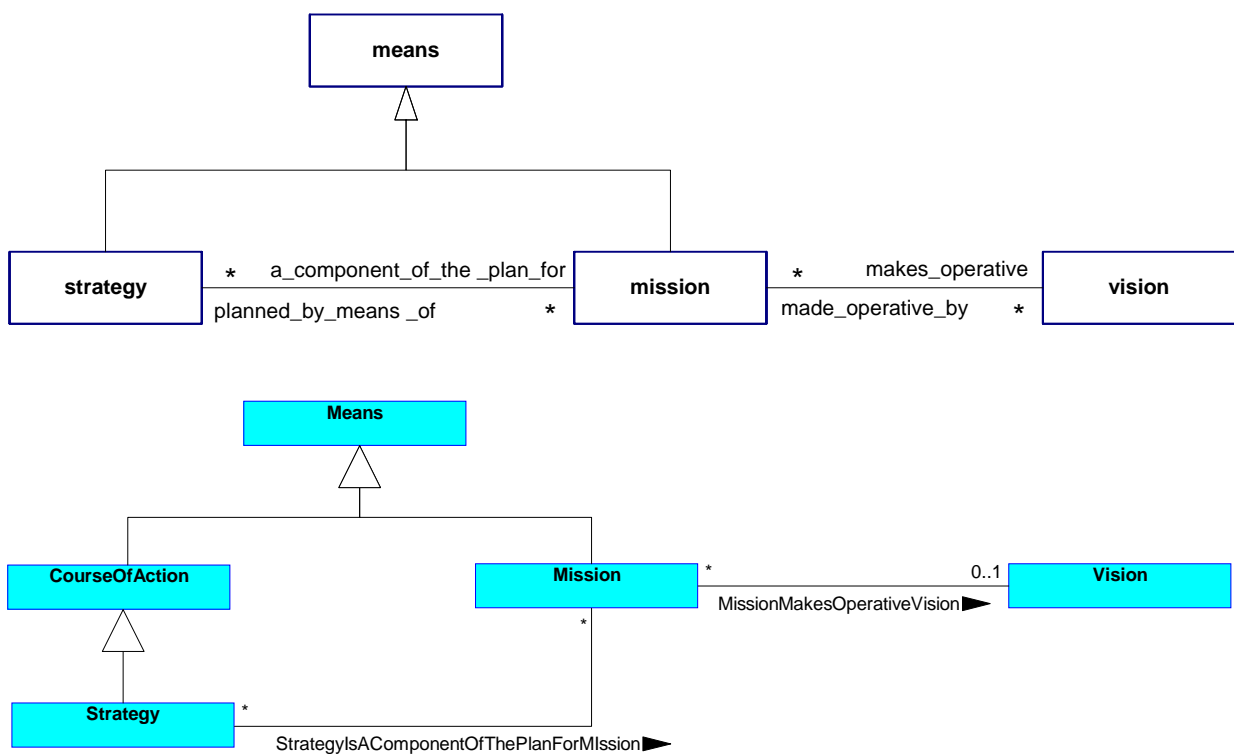 means
strategy
* a_component_of_the _plan_for
planned_by_means _of *
mission
* makes_operative
made_operative_by *
vision
Means
CourseOfAction
Mission
* 0..1
MissionMakesOperativeVision
Vision
*
Strategy
*
StrategyIsAComponentOfThePlanForMIssion